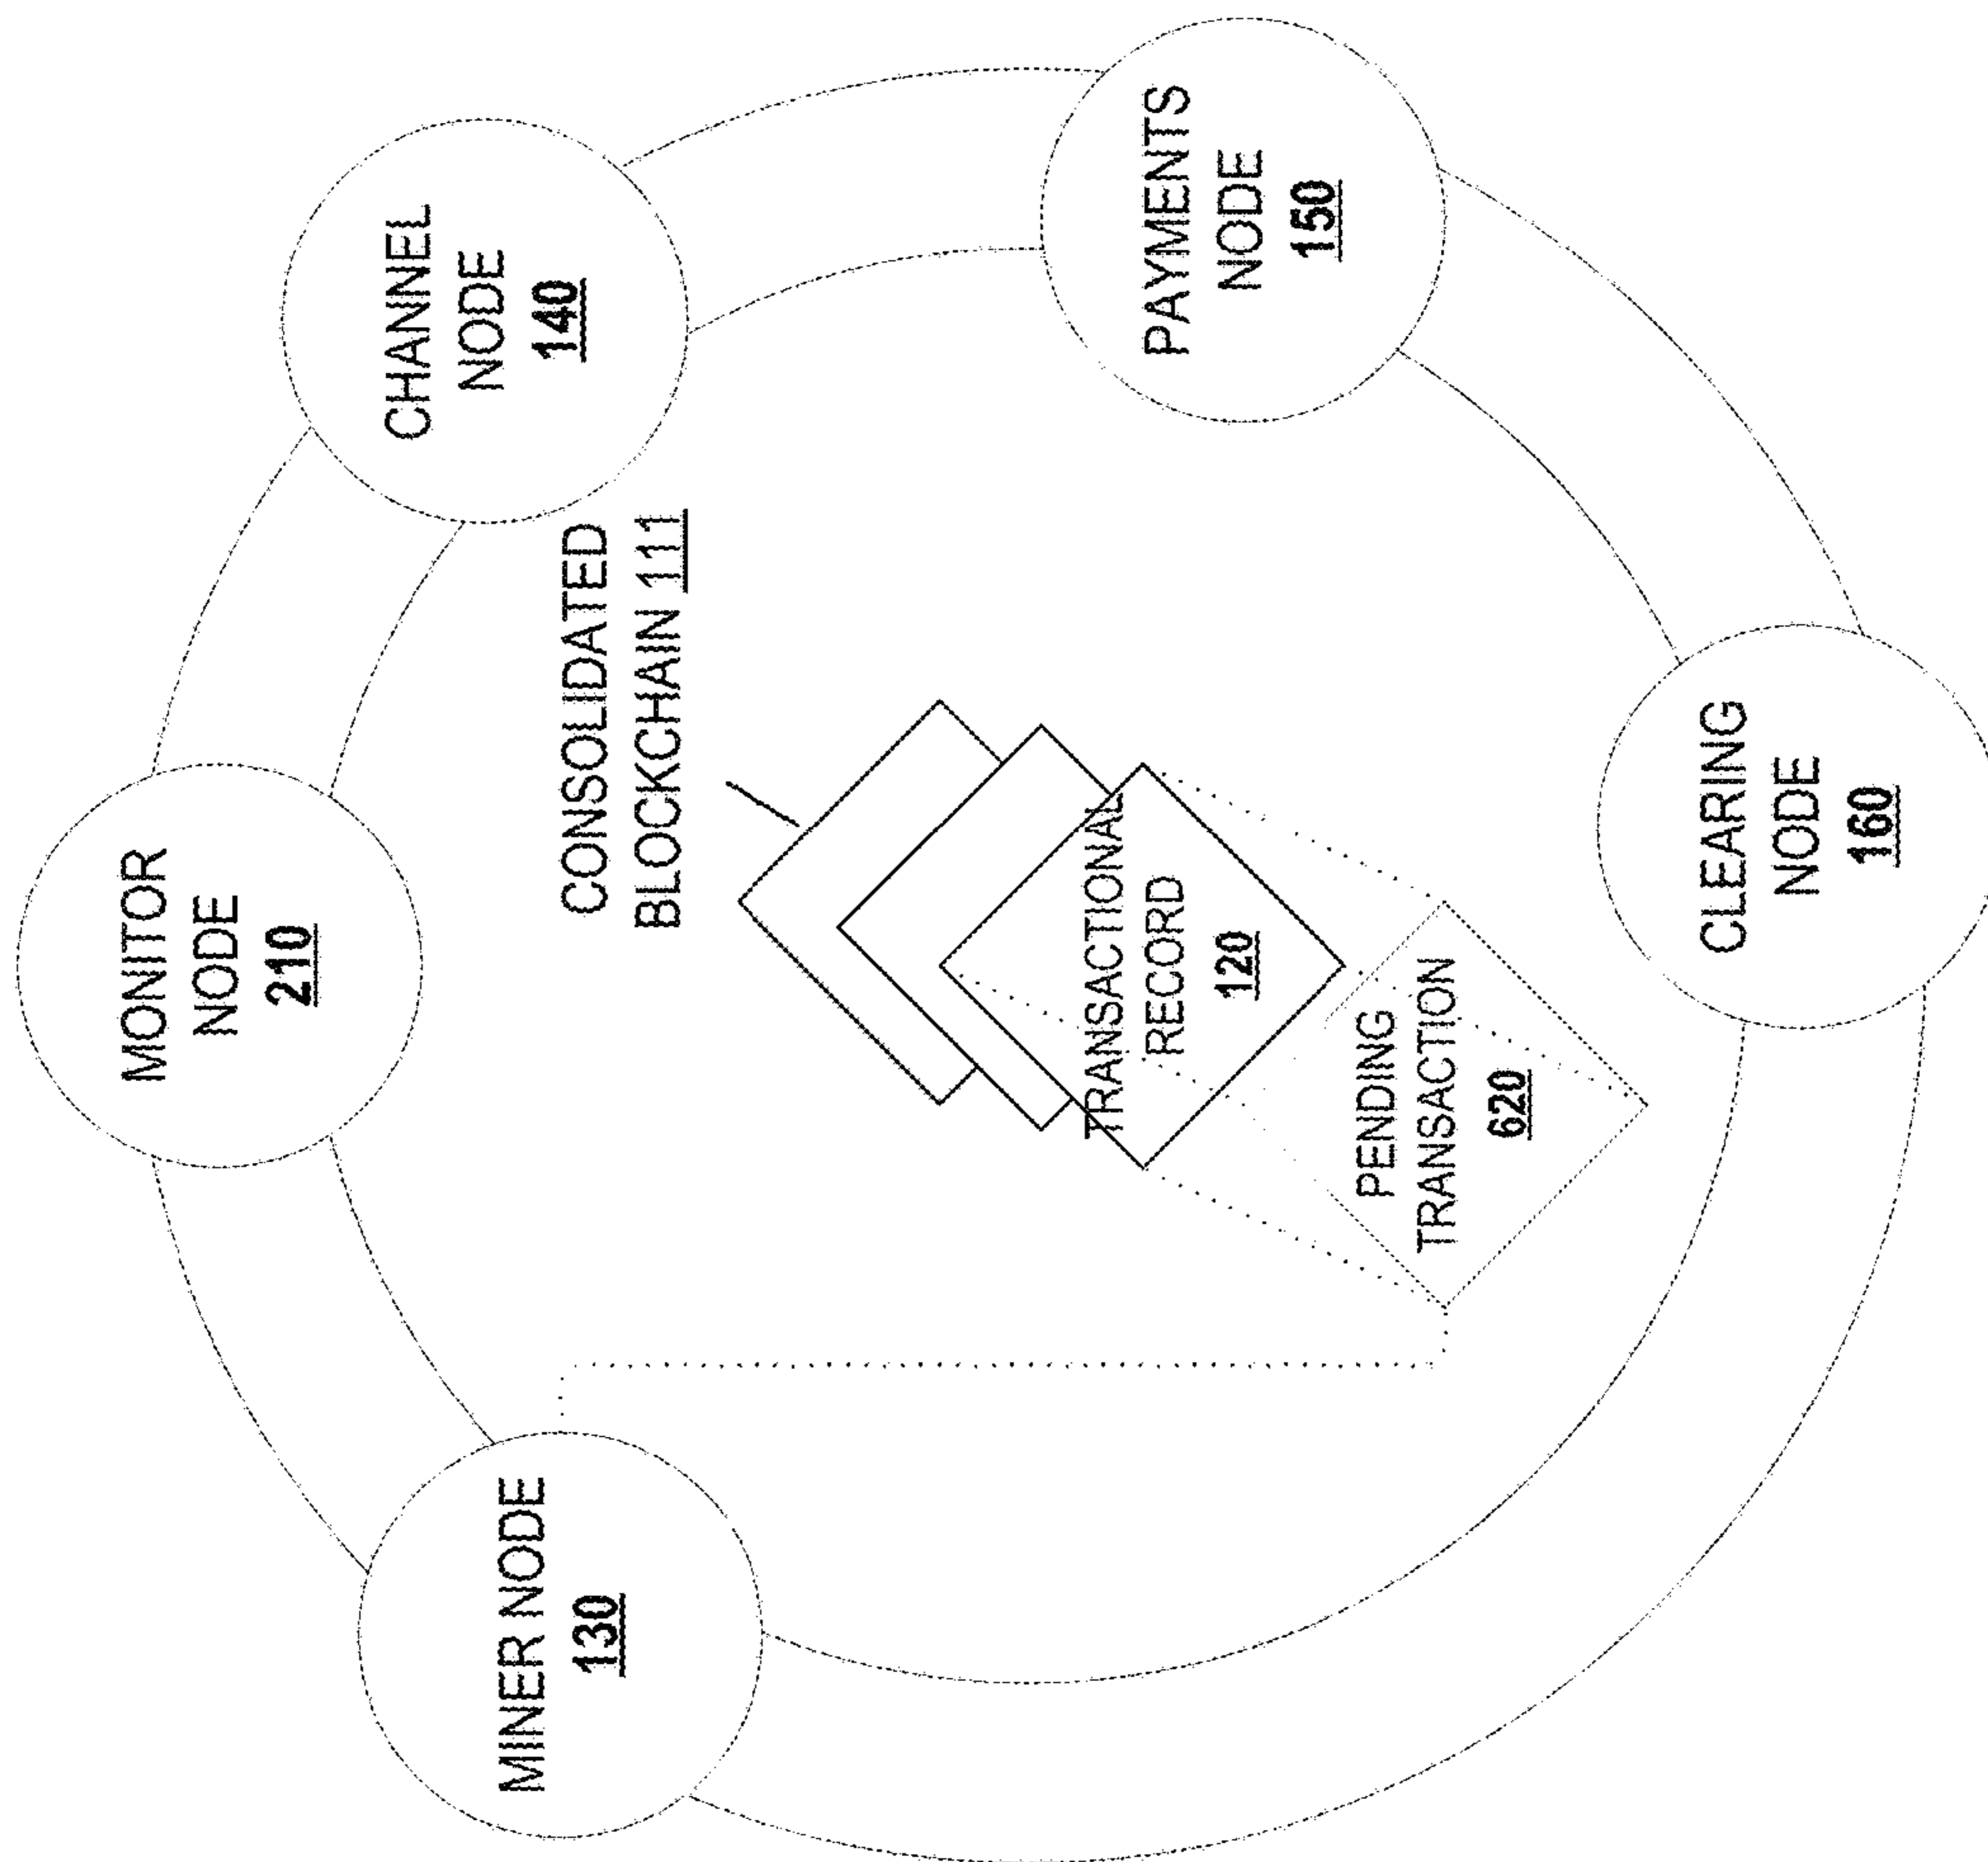 MONITOR
NODE
210
CHANNEL
NODE
140
PAYMENTS
NODE
150
CLEARING
NODE
160
MINER NODE
130
CONSOLIDATED
BLOCKCHAIN 111
TRANSACTIONAL
RECORD
120
PENDING
TRANSACTION
620